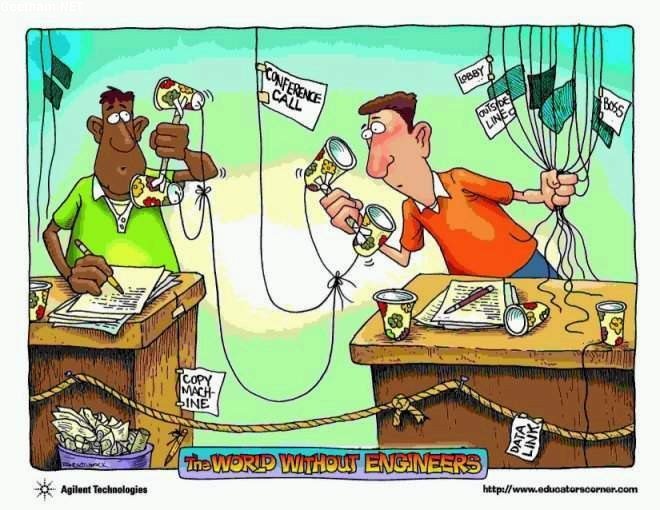 CONFERENCE
CALL
LOBBY
OUTSIDE
LINE
BOSS
COPY
MACH-
INE
DATA
LINK
The WORLD WITHOUT ENGINEERS
Agilent Technologies
http://www.educatorscorner.com